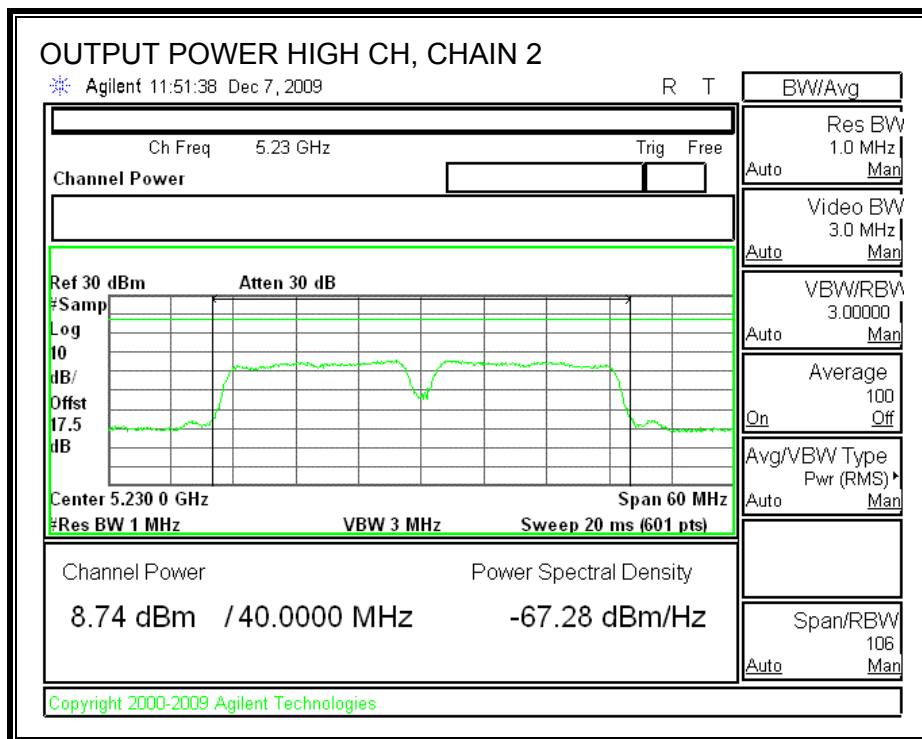 OUTPUT POWER HIGH CH, CHAIN 2
Agilent 11:51:38 Dec 7, 2009 R T
Ch Freq 5.23 GHz Trig Free
Channel Power
Ref 30 dBm Atten 30 dB
#Samp
Log
10
dB/
Offst
17.5
dB
Center 5.230 0 GHz Span 60 MHz
#Res BW 1 MHz VBW 3 MHz Sweep 20 ms (601 pts)
Channel Power Power Spectral Density
8.74 dBm / 40.0000 MHz -67.28 dBm/Hz
Copyright 2000-2009 Agilent Technologies
BW/Avg
Res BW
1.0 MHz
Auto Man
Video BW
3.0 MHz
Auto Man
VBW/RBW
3.00000
Auto Man
Average
100
On Off
Avg/VBW Type
Pwr (RMS)
Auto Man
Span/RBW
106
Auto Man